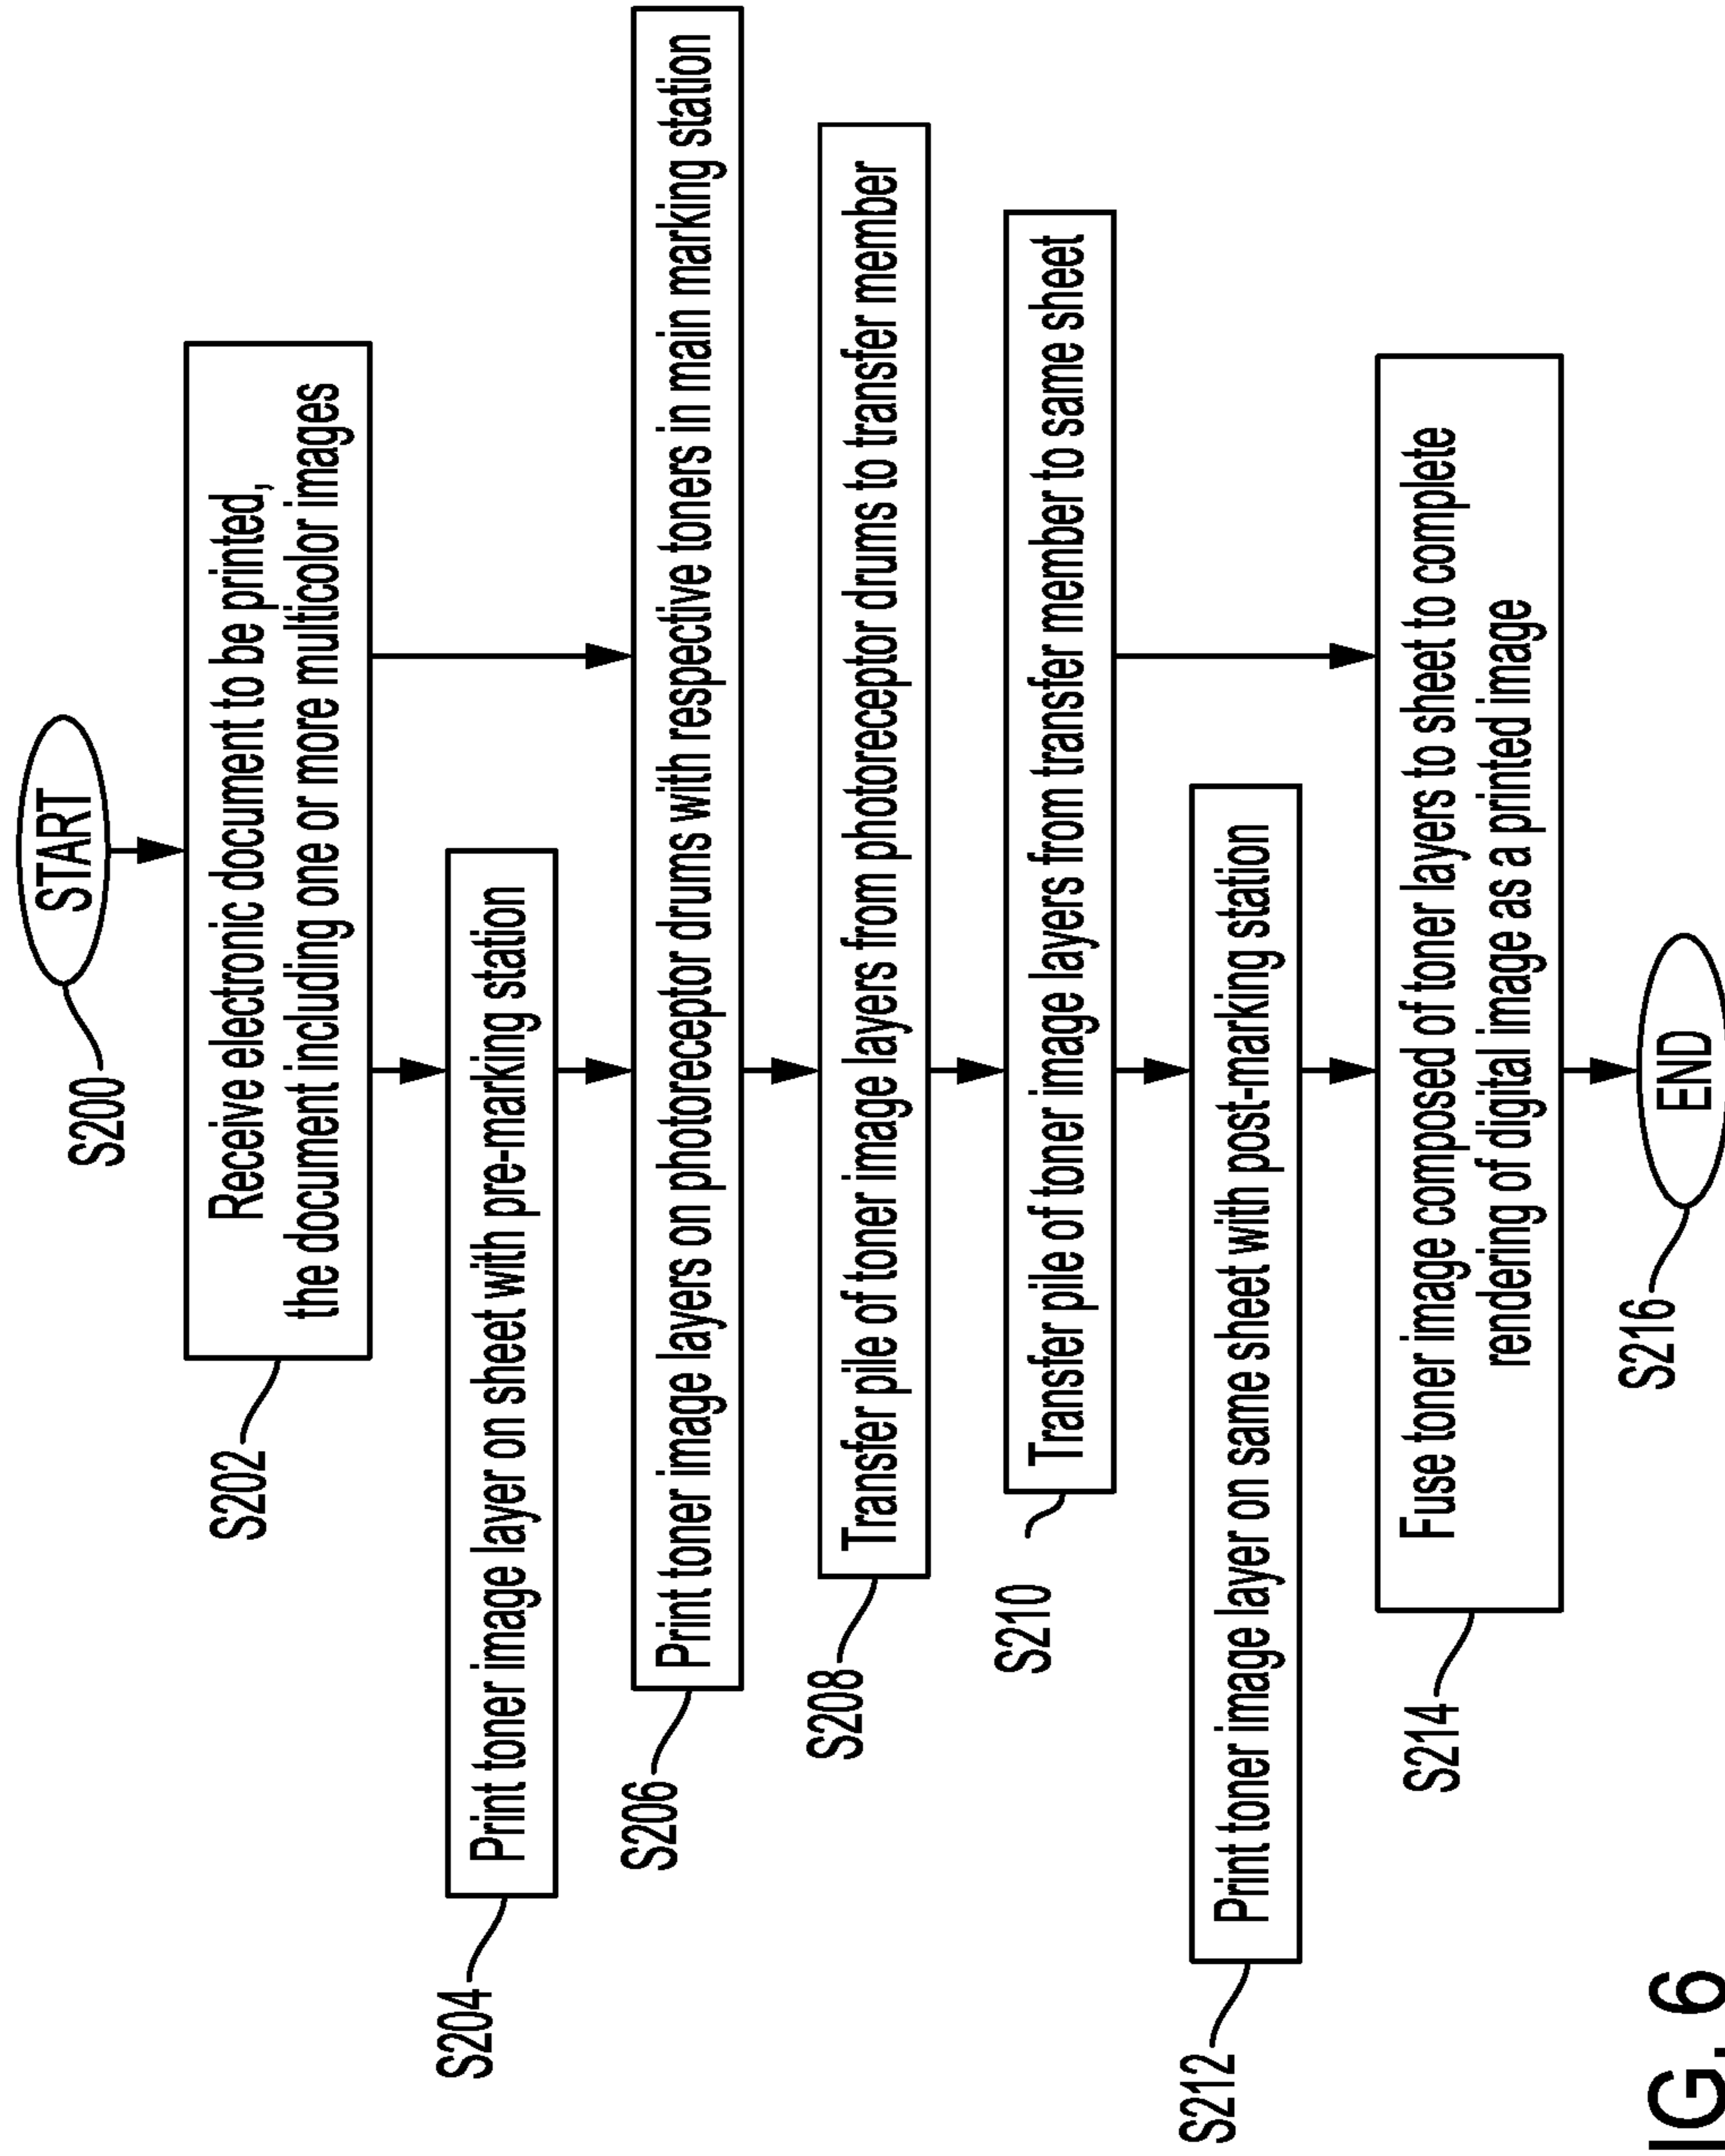 START
S200
Receive electronic document to be printed,
the document including one or more multicolor images
S202
Print toner image layer on sheet with pre-marking station
S204
Print toner image layers on photoreceptor drums with respective toners in main marking station
S206
Transfer pile of toner image layers from photoreceptor drums to transfer member
S208
Transfer pile of toner image layers from transfer member to same sheet
S210
Print toner image layer on same sheet with post-marking station
S212
Fuse toner image composed of toner layers to sheet to complete
rendering of digital image as a printed image
S214
END
S216
IG. 6